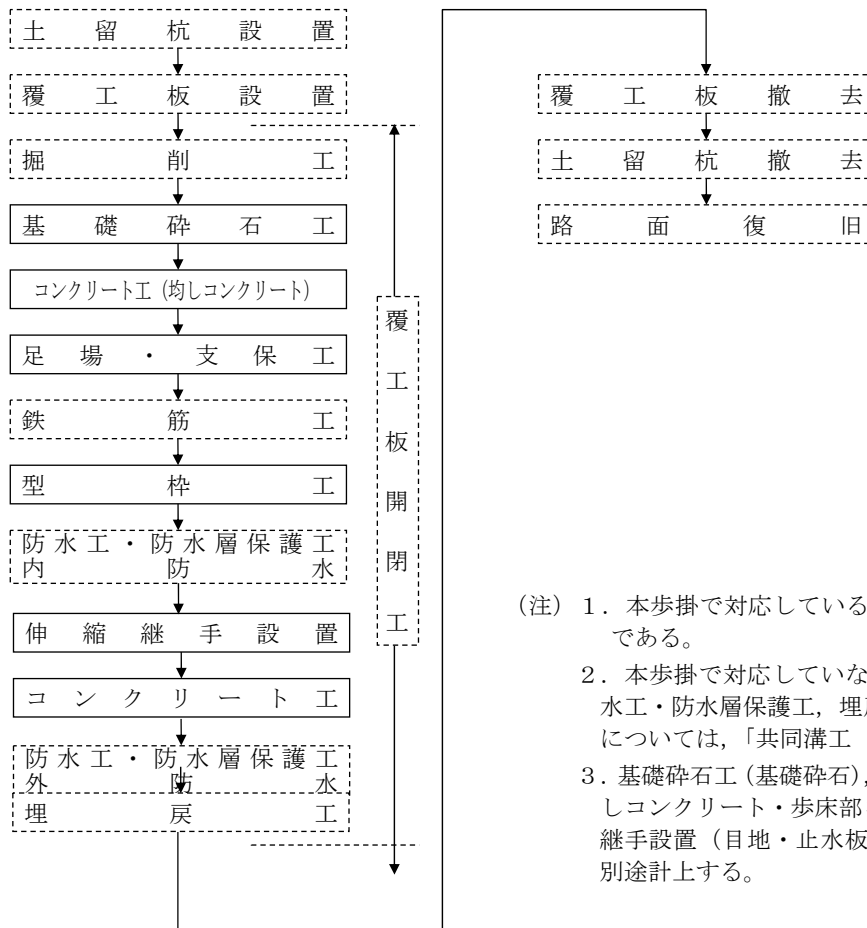 土留杭設置
覆工板設置
掘削工
基礎砕石工
コンクリート工(均しコンクリート)
足場・支保工
鉄筋工
型枠工
防水工・防水層保護工
内防水
伸縮継手設置
コンクリート工
防水工・防水層保護工
外防水
埋戻工
覆工板開閉工
覆工板撤去
土留杭撤去
路面復旧
(注) 1.本歩掛で対応している
である。
2.本歩掛で対応していな
水工・防水層保護工,埋
については,「共同溝工
3.基礎砕石工(基礎砕石),
しコンクリート・歩床部
継手設置(目地・止水板
別途計上する。